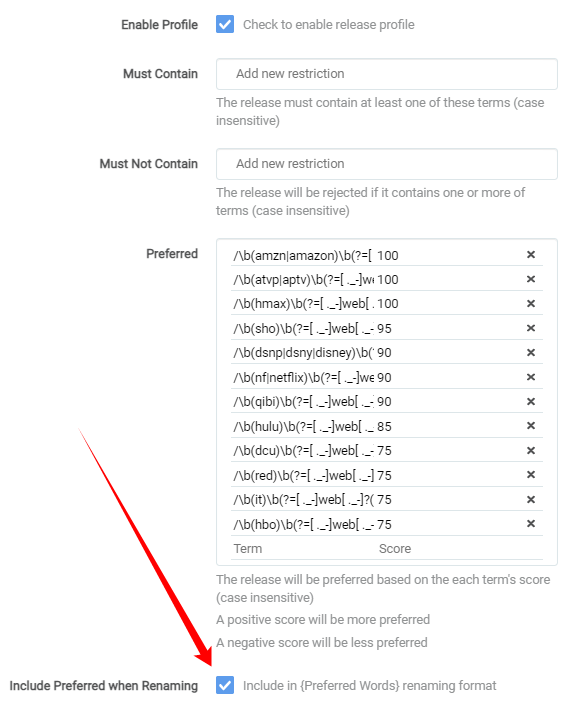 Enable Profile Check to enable release profile
Must Contain Add new restriction
The release must contain at least one of these terms (case
insensitive)
Must Not Contain Add new restriction
The release will be rejected if it contains one or more of
terms (case insensitive)
Preferred
/\b(amzn|amazon)\b(?=[ 100
/\b(atvp|aptv)\b(?=[ ._-]we 100
/\b(hmax)\b(?=[ ._-]web[ . 100
/\b(sho)\b(?=[ ._-]web[ ._- 95
/\b(dsnp|dsny|disney)\b(? 90
/\b(nf|netflix)\b(?=[ ._-]we 90
/\b(qibi)\b(?=[ ._-]web[ ._- 90
/\b(hulu)\b(?=[ ._-]web[ ._ 85
/\b(dcu)\b(?=[ ._-]web[ ._- 75
/\b(red)\b(?=[ ._-]web[ ._-] 75
/\b(it)\b(?=[ ._-]web[ ._-]?( 75
/\b(hbo)\b(?=[ ._-]web[ ._- 75
Term Score
The release will be preferred based on the each term's score
(case insensitive)
A positive score will be more preferred
A negative score will be less preferred
Include Preferred when Renaming Include in {Preferred Words} renaming format